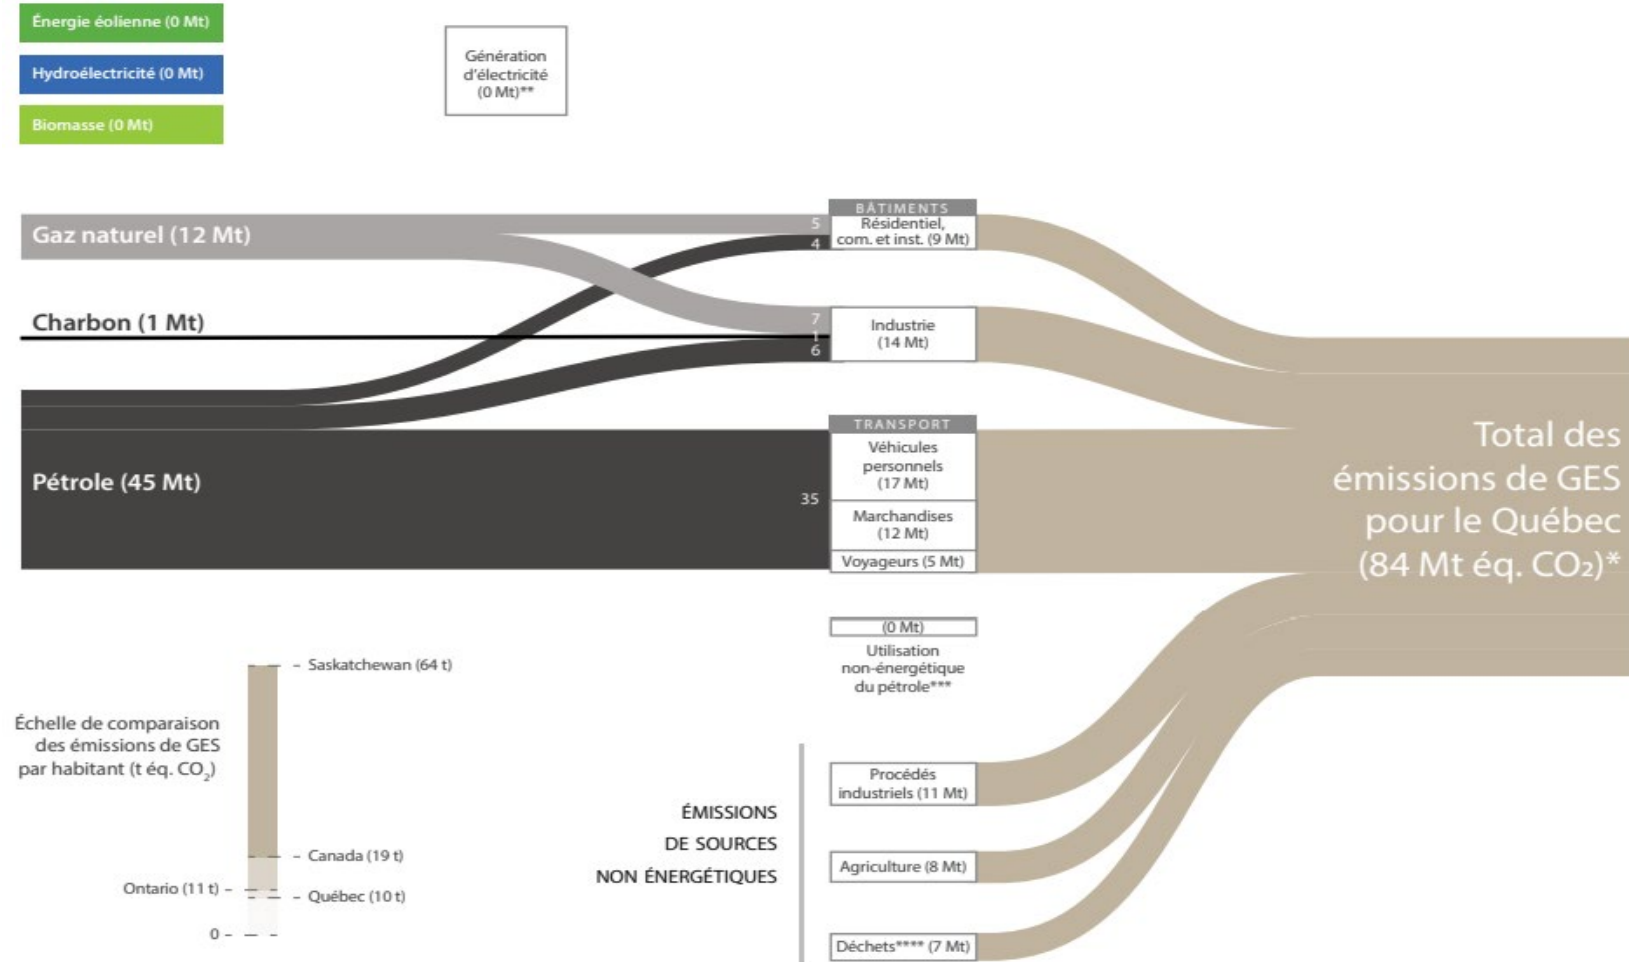 Énergie éolienne (0 Mt)
Hydroélectricité (0 Mt)
Biomasse (0 Mt)
Génération
d'électricité
(0 Mt)**
Gaz naturel (12 Mt)
Charbon (1 Mt)
Pétrole (45 Mt)
5
4
7
1
6
35
BÂTIMENTS
Résidentiel,
com. et inst. (9 Mt)
Industrie
(14 Mt)
TRANSPORT
Véhicules
personnels
(17 Mt)
Marchandises
(12 Mt)
Voyageurs (5 Mt)
(0 Mt)
Utilisation
non-énergétique
du pétrole***
Total des
émissions de GES
pour le Québec
(84 Mt éq. CO₂)*
Échelle de comparaison
des émissions de GES
par habitant (t éq. CO₂)
Saskatchewan (64 t)
Canada (19 t)
Ontario (11 t)
Québec (10 t)
0
ÉMISSIONS
DE SOURCES
NON ÉNERGÉTIQUES
Procédés
industriels (11 Mt)
Agriculture (8 Mt)
Déchets**** (7 Mt)